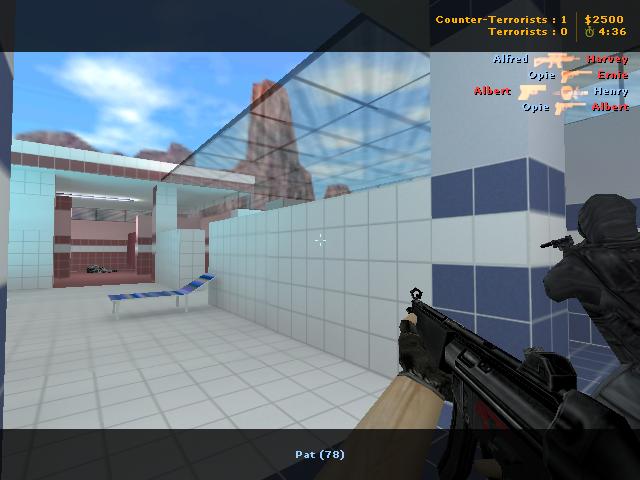 Counter-Terrorists : 1 $2500
Terrorists : 0 4:36
Alfred Harvey
Opie Ernie
Albert Henry
Opie Albert
Pat (78)